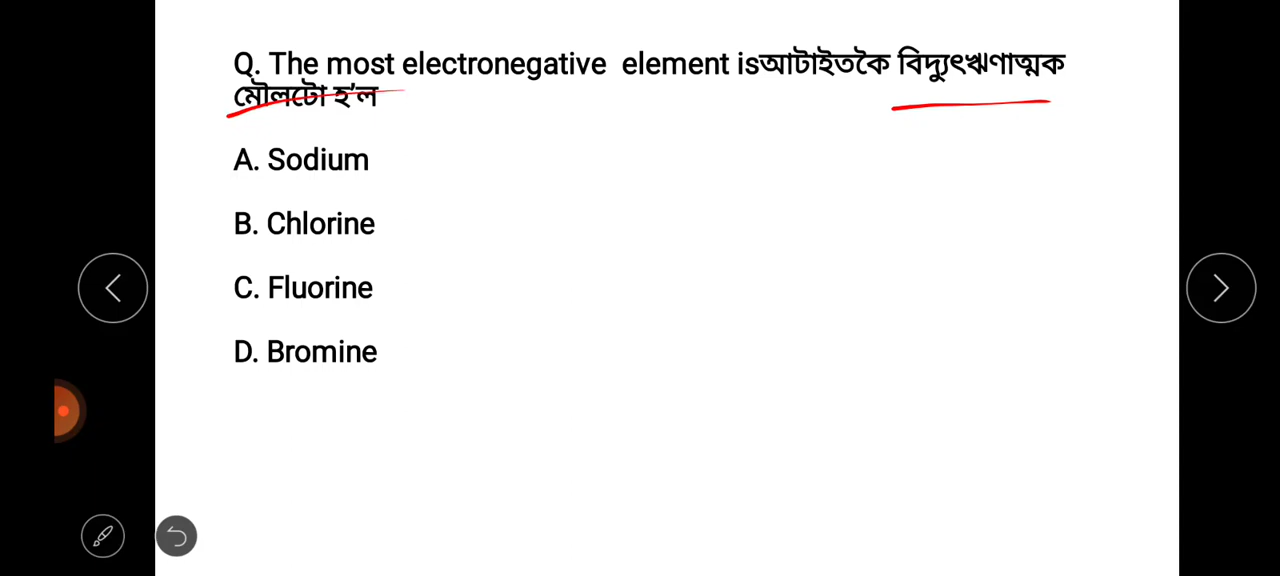 Q. The most electronegative element isআটাইতকৈ বিদ্যুৎঋণাত্মক
মৌলটো হ'ল
A. Sodium
B. Chlorine
C. Fluorine
D. Bromine